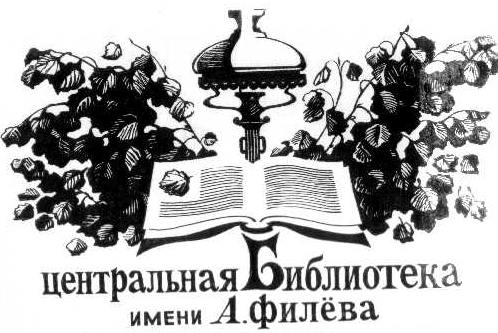 центральная Библиотека
имени А.филёва